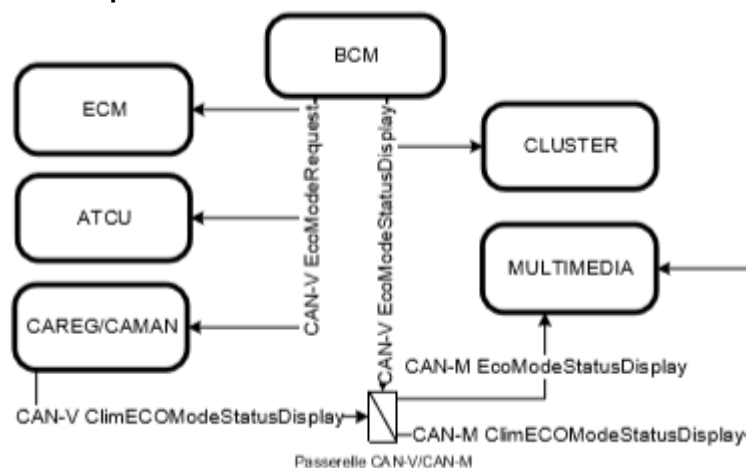 BCM
ECM
CAN-V EcoModeRequest
CAN-V EcoModeStatusDisplay
CLUSTER
ATCU
MULTIMEDIA
CAREG/CAMAN
CAN-M EcoModeStatusDisplay
CAN-V ClimECOModeStatusDisplay
CAN-M ClimECOModeStatusDisplay
Passerelle CAN-V/CAN-M